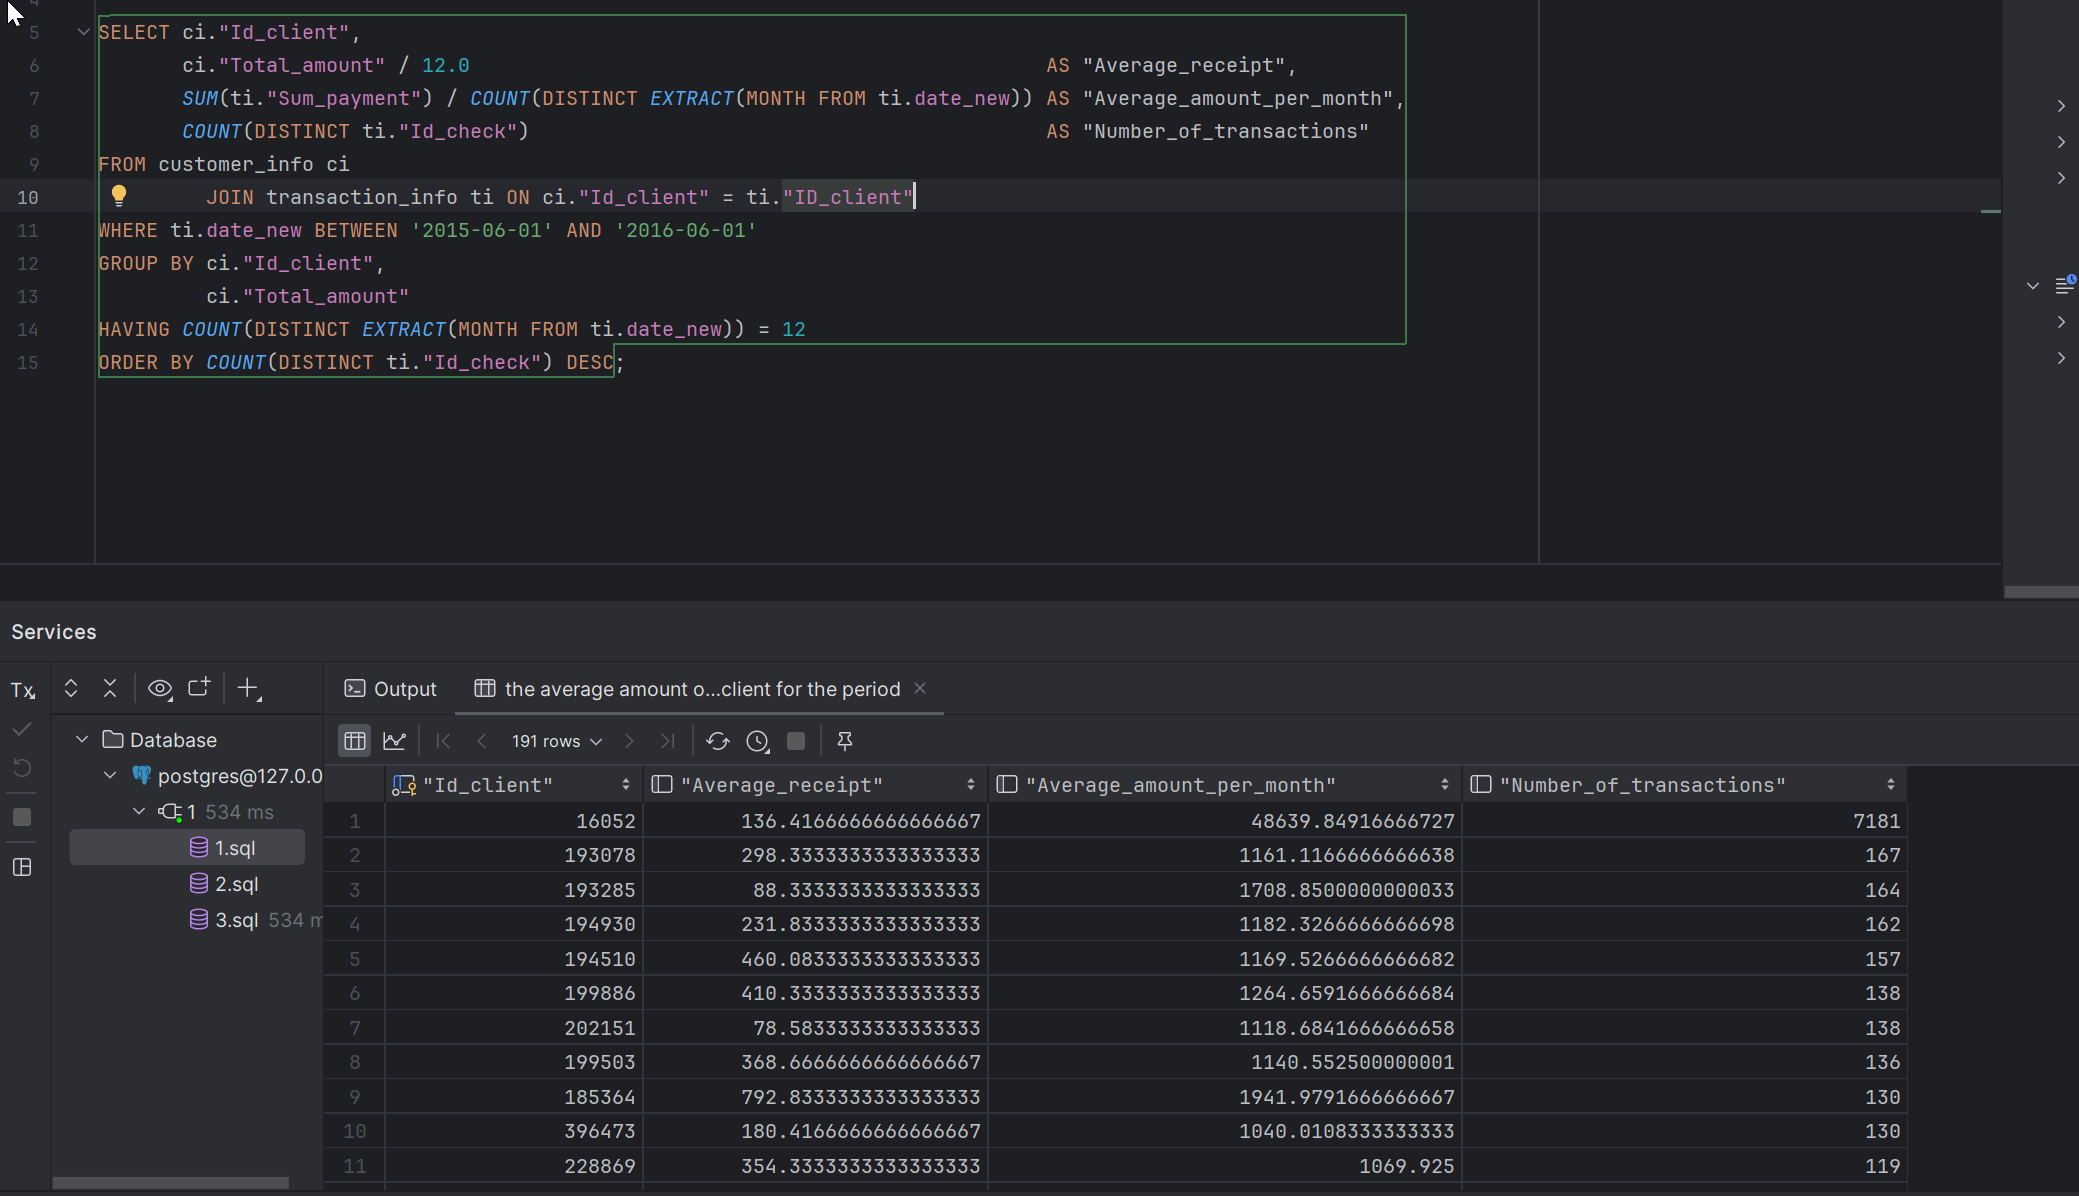 4
5 SELECT ci."Id_client",
6 ci."Total_amount" / 12.0 AS "Average_receipt",
7 SUM(ti."Sum_payment") / COUNT(DISTINCT EXTRACT(MONTH FROM ti.date_new)) AS "Average_amount_per_month",
8 COUNT(DISTINCT ti."Id_check") AS "Number_of_transactions"
9 FROM customer_info ci
10 JOIN transaction_info ti ON ci."Id_client" = ti."ID_client"
11 WHERE ti.date_new BETWEEN '2015-06-01' AND '2016-06-01'
12 GROUP BY ci."Id_client",
13 ci."Total_amount"
14 HAVING COUNT(DISTINCT EXTRACT(MONTH FROM ti.date_new)) = 12
15 ORDER BY COUNT(DISTINCT ti."Id_check") DESC;
Services
Tx
Output the average amount o...client for the period
191 rows
Database
postgres@127.0.0
1 534 ms
1.sql
2.sql
3.sql 534 m
"Id_client" "Average_receipt" "Average_amount_per_month" "Number_of_transactions"
1 16052 136.4166666666666667 48639.84916666727 7181
2 193078 298.3333333333333333 1161.1166666666638 167
3 193285 88.3333333333333333 1708.8500000000033 164
4 194930 231.8333333333333333 1182.3266666666698 162
5 194510 460.0833333333333333 1169.5266666666682 157
6 199886 410.3333333333333333 1264.6591666666684 138
7 202151 78.5833333333333333 1118.6841666666658 138
8 199503 368.6666666666666667 1140.552500000001 136
9 185364 792.8333333333333333 1941.9791666666667 130
10 396473 180.4166666666666667 1040.0108333333333 130
11 228869 354.3333333333333333 1069.925 119